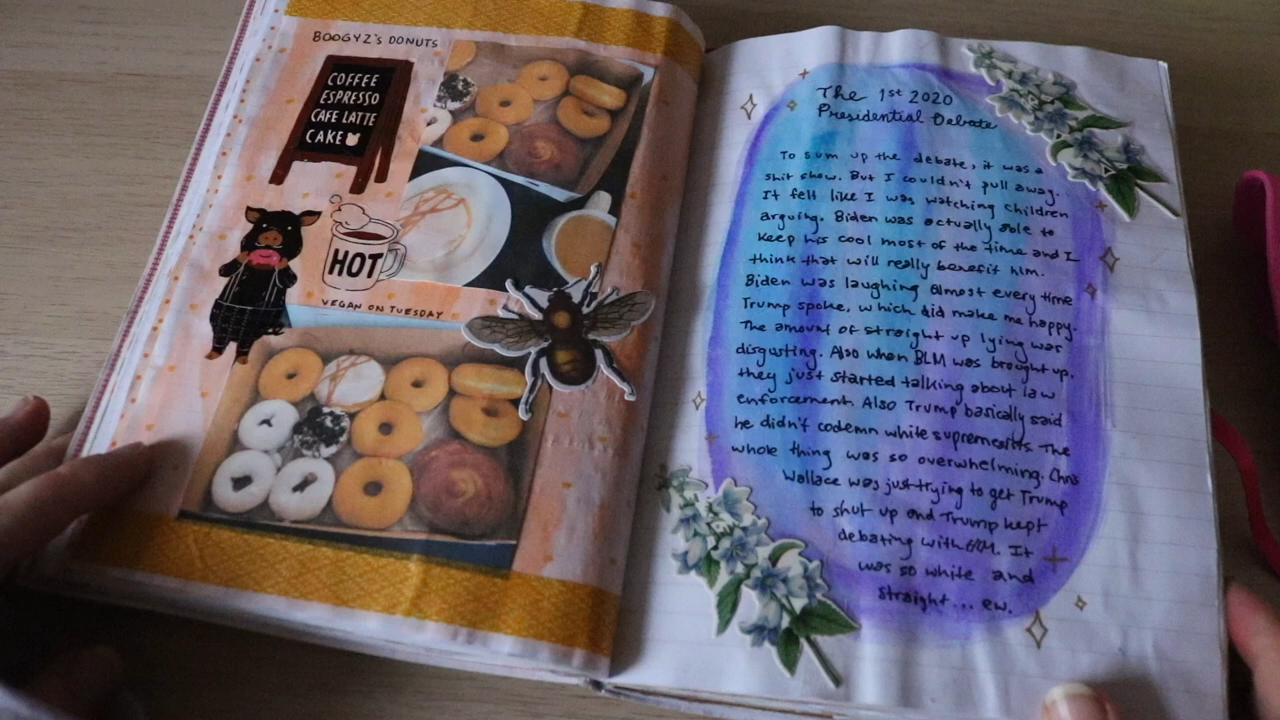 BOOGYZ'S DONUTS
COFFEE
ESPRESSO
CAFE LATTE
CAKE
HOT
VEGAN ON TUESDAY
The 1st 2020
Presidential Debate
To sum up the debate, it was a
shit show. But I couldn't pull away.
It felt like I was watching children
arguing. Biden was actually able to
keep his cool most of the time and I
think that will really benefit him.
Biden was laughing almost every time
Trump spoke, which did make me happy.
The amount of straight up lying was
disgusting. Also when BLM was brought up,
they just started talking about law
enforcement. Also Trump basically said
he didn't codemn white supremecists. The
whole thing was so overwhelming. Chris
Wallace was just trying to get Trump
to shut up and Trump kept
debating with him. It
was so white and
straight... ew.